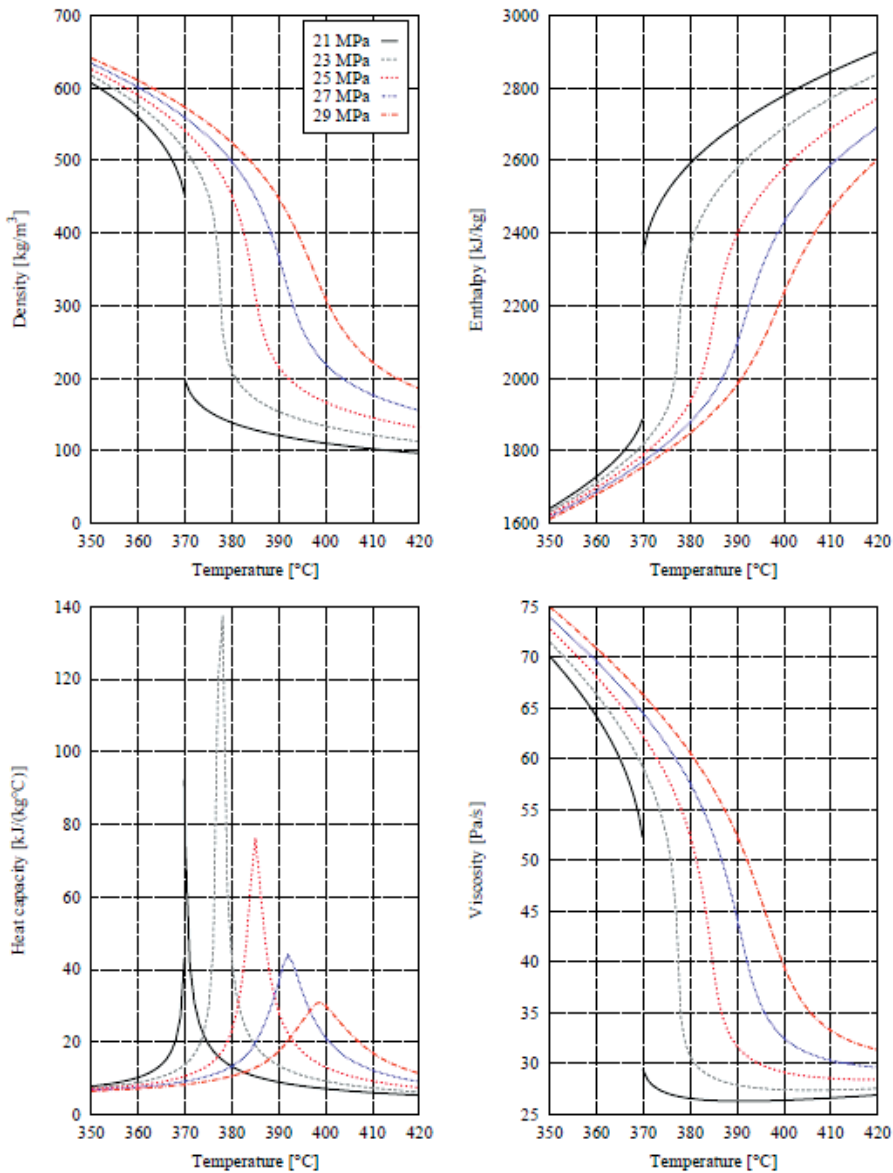 700
600
500
400
300
200
100
0
Density [kg/m³]
21 MPa
23 MPa
25 MPa
27 MPa
29 MPa
350 360 370 380 390 400 410 420
Temperature [°C]
3000
2800
2600
2400
2200
2000
1800
1600
Enthalpy [kJ/kg]
350 360 370 380 390 400 410 420
Temperature [°C]
140
120
100
80
60
40
20
0
Heat capacity [kJ/(kg°C)]
350 360 370 380 390 400 410 420
Temperature [°C]
75
70
65
60
55
50
45
40
35
30
25
Viscosity [Pa/s]
350 360 370 380 390 400 410 420
Temperature [°C]